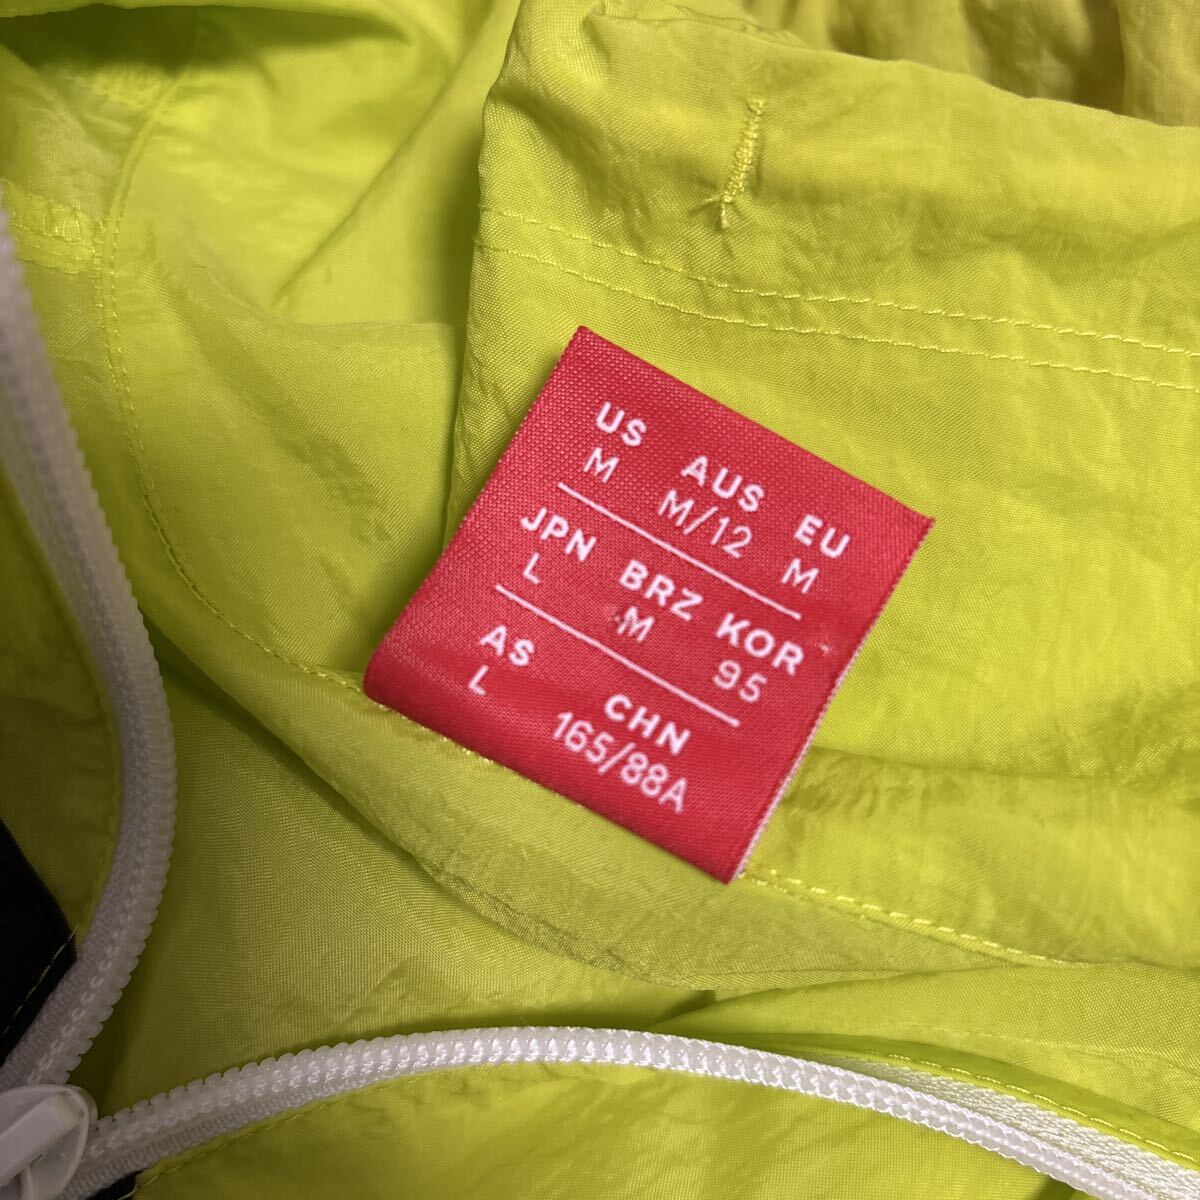 US AUS EU
M M/12 M
JPN BRZ KOR
L M 95
AS CHN
L 165/88A